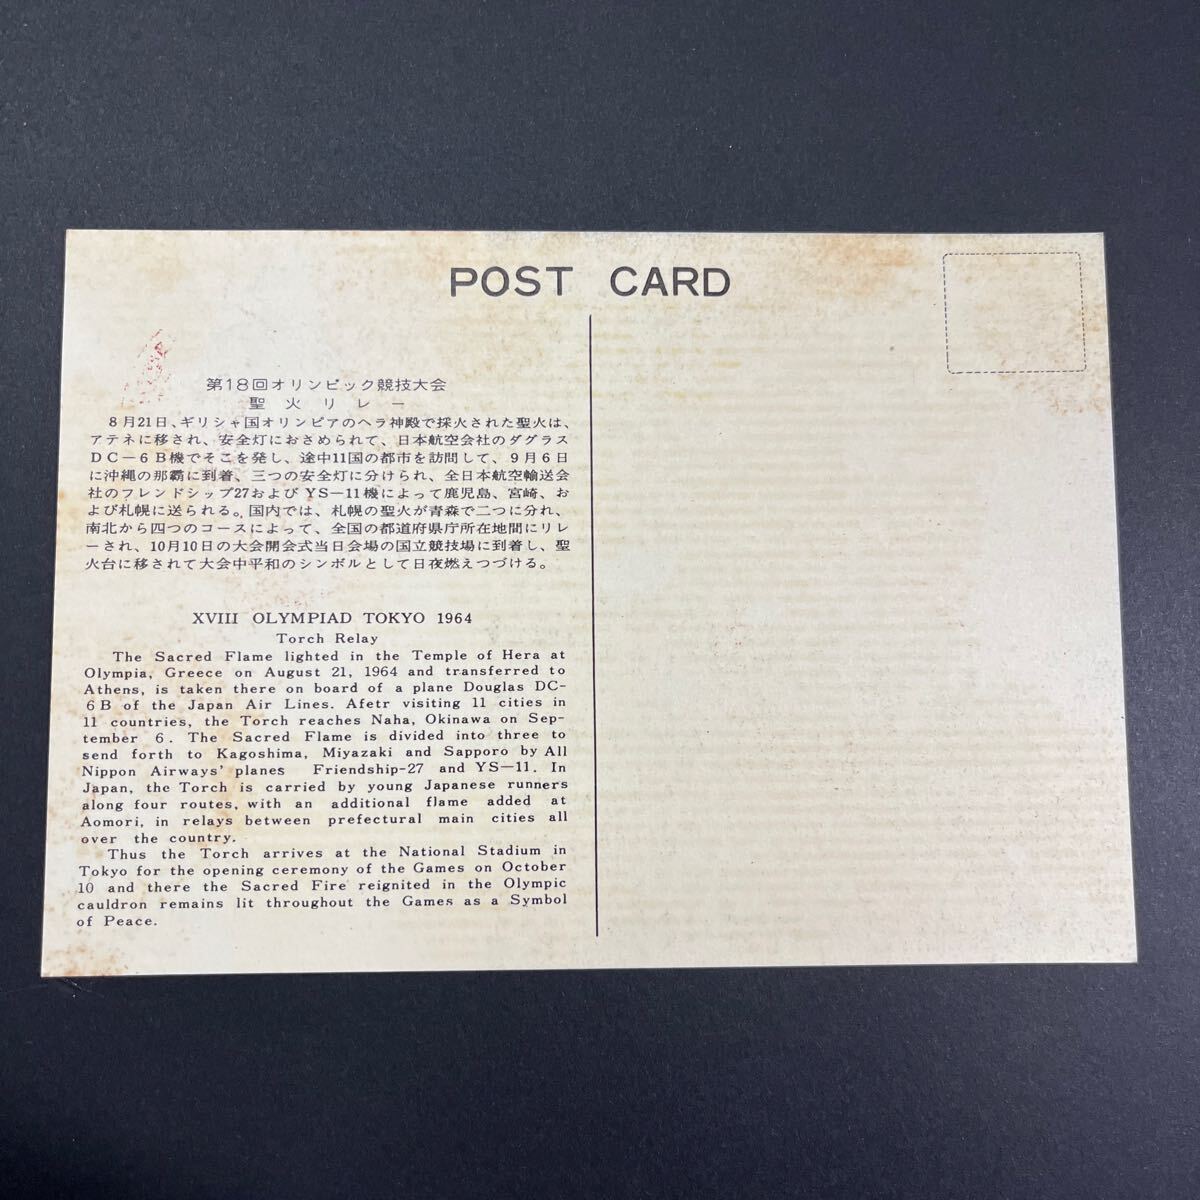 POST CARD
第18回オリンピック競技大会
聖火リレー
8月21日、ギリシャ国オリンピアのヘラ神殿で採火された聖火は、
アテネに移され、安全灯におさめられて、日本航空会社のダグラス
DC－6B機でそこを発し、途中11国の都市を訪問して、9月6日
に沖縄の那覇に到着、三つの安全灯に分けられ、全日本航空輸送会
社のフレンドシップ27および YS－11機によって鹿児島、宮崎、お
よび札幌に送られる。国内では、札幌の聖火が青森で二つに分れ、
南北から四つのコースによって、全国の都道府県庁所在地間にリレ
ーされ、10月10日の大会開会式当日会場の国立競技場に到着し、聖
火台に移されて大会中平和のシンボルとして日夜燃えつづける。
XVIII OLYMPIAD TOKYO 1964
Torch Relay
The Sacred Flame lighted in the Temple of Hera at
Olympia, Greece on August 21, 1964 and transferred to
Athens, is taken there on board of a plane Douglas DC-
6B of the Japan Air Lines. Afetr visiting 11 cities in
11 countries, the Torch reaches Naha, Okinawa on Sep-
tember 6. The Sacred Flame is divided into three to
send forth to Kagoshima, Miyazaki and Sapporo by All
Nippon Airways' planes Friendship-27 and YS—11. In
Japan, the Torch is carried by young Japanese runners
along four routes, with an additional flame added at
Aomori, in relays between prefectural main cities all
over the country.
Thus the Torch arrives at the National Stadium in
Tokyo for the opening ceremony of the Games on October
10 and there the Sacred Fire reignited in the Olympic
cauldron remains lit throughout the Games as a Symbol
of Peace.